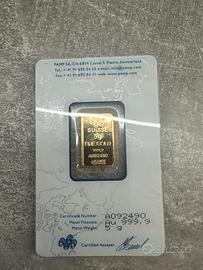 PAMP SA, CH-6874 Castel S. Pietro, Switzerland
SUISSE
5g
FINE GOLD
999,9
A092490
Certificate Number A092490
Metal Fineness Au 999,9
Metal Weight 5 g
Certified Assayer